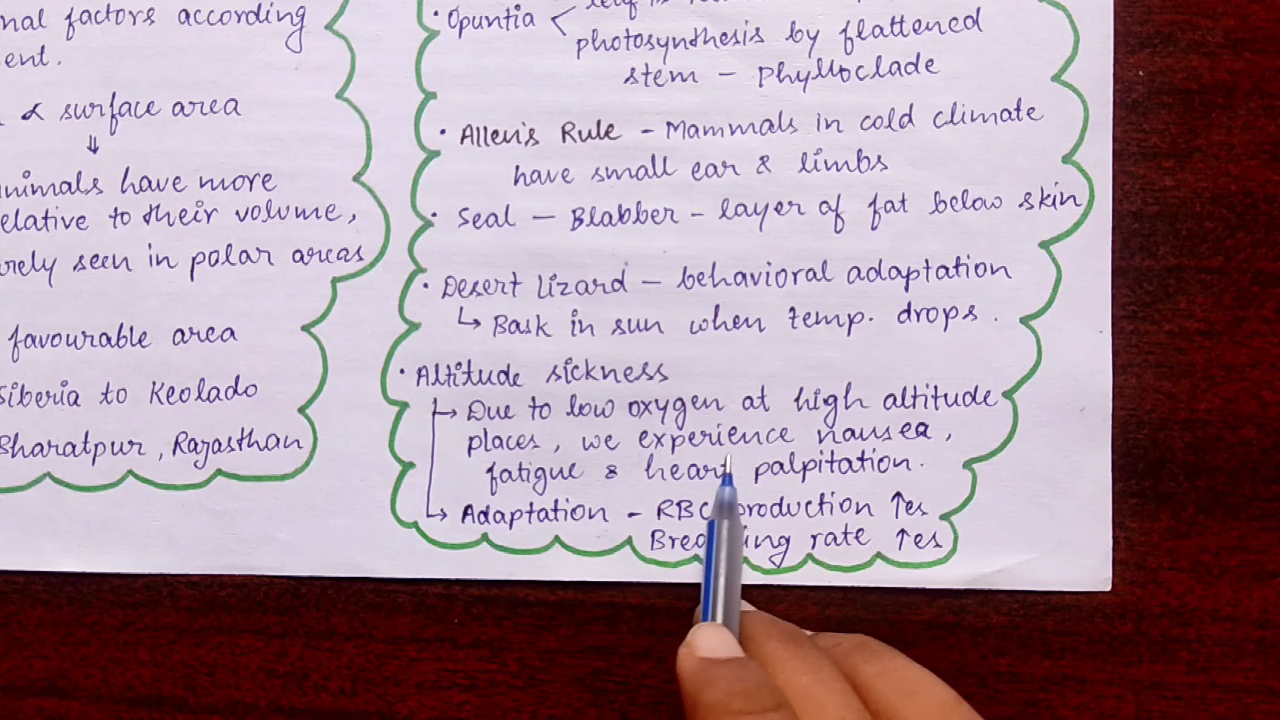 nal factors according
ent.
∝ surface area
⇓
nimals have more
elative to their volume,
rely seen in polar areas
favourable area
Siberia to Keolado
Bharatpur, Rajasthan
• Opuntia <
photosynthesis by flattened
stem - Phylloclade
• Allen's Rule - Mammals in cold climate
have small ear & limbs
• Seal - Blabber - layer of fat below skin
• Desert Lizard - behavioral adaptation
↳ Bask in sun when temp. drops.
• Altitude sickness
↳ Due to low oxygen at high altitude
places, we experience nausea,
fatigue & heart palpitation.
↳ Adaptation - RBC production ↑es
Brea ing rate ↑es